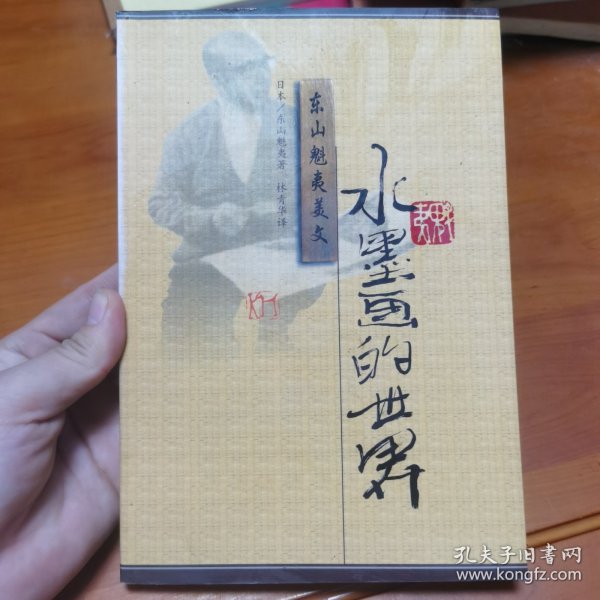 水墨画的世界
东山魁夷美文
日本/东山魁夷著 林青华译
孔夫子旧书网
www.kongfz.com